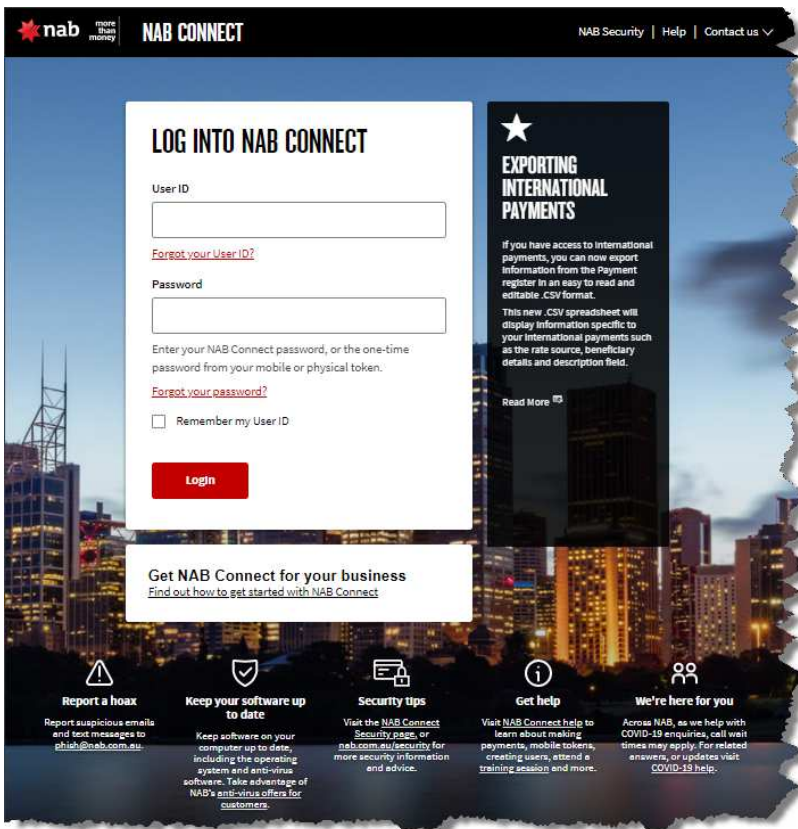 nab more than money NAB CONNECT NAB Security | Help | Contact us
LOG INTO NAB CONNECT
User ID
Forgot your User ID?
Password
Enter your NAB Connect password, or the one-time
password from your mobile or physical token.
Forgot your password?
Remember my User ID
Login
EXPORTING
INTERNATIONAL
PAYMENTS
If you have access to international
payments, you can now export
information from the Payment
register in an easy to read and
editable .CSV format.
This new .CSV spreadsheet will
display information specific to
your international payments such
as the rate source, beneficiary
details and description field.
Read More
Get NAB Connect for your business
Find out how to get started with NAB Connect
Report a hoax
Report suspicious emails
and text messages to
phish@nab.com.au.
Keep your software up
to date
Keep software on your
computer up to date,
including the operating
system and anti-virus
software. Take advantage of
NAB's anti-virus offers for
customers.
Security tips
Visit the NAB Connect
Security page, or
nab.com.au/security for
more security information
and advice.
Get help
Visit NAB Connect help to
learn about making
payments, mobile tokens,
creating users, attend a
training session and more.
We're here for you
Across NAB, as we help with
COVID-19 enquiries, call wait
times may apply. For related
answers, or updates visit
COVID-19 help.